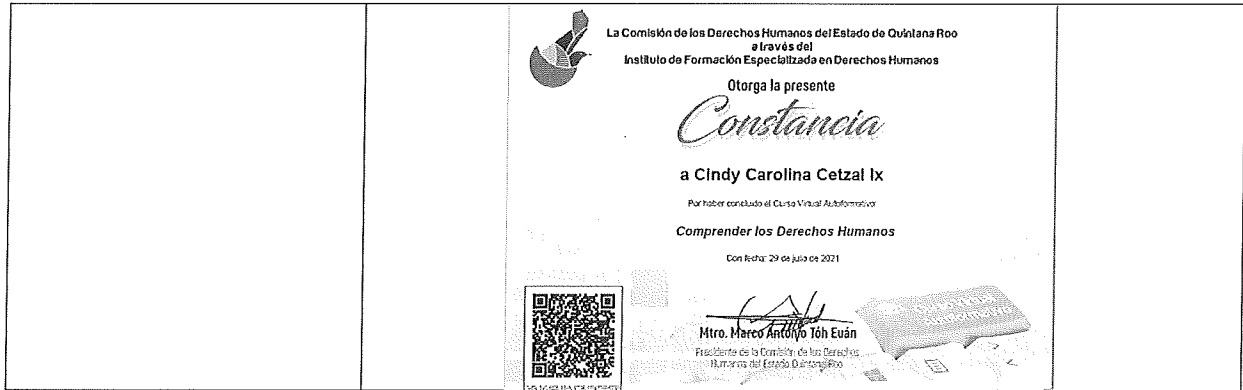 La Comisión de los Derechos Humanos del Estado de Quintana Roo
a través del
Instituto de Formación Especializada en Derechos Humanos
Otorga la presente
Constancia
a Cindy Carolina Cetzal Ix
Por haber concluido el Curso Virtual Autoformativo
Comprender los Derechos Humanos
Con fecha: 29 de julio de 2021
Mtro. Marco Antonio Tóh Euán
Presidente de la Comisión de los Derechos
Humanos del Estado Quintana Roo